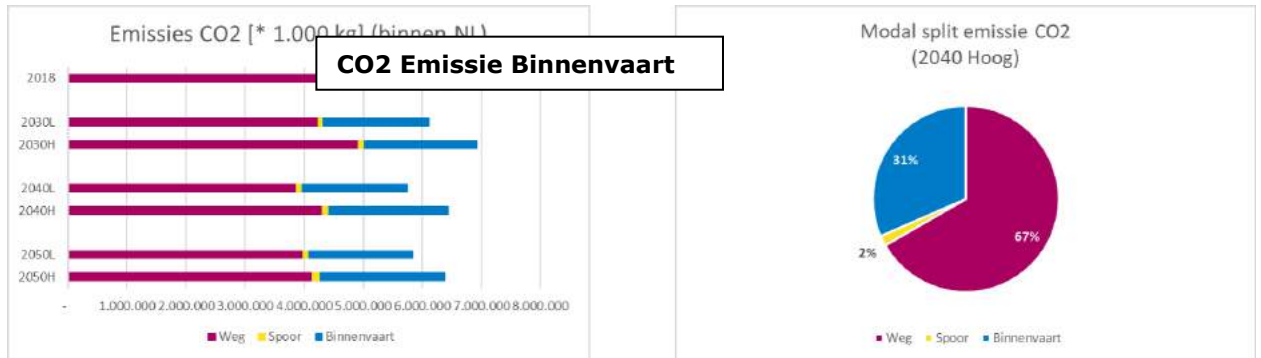 Emissies CO2 [* 1.000 kg] (binnen NL)
CO2 Emissie Binnenvaart
2018
2030L
2030H
2040L
2040H
2050L
2050H
- 1.000.000 2.000.000 3.000.000 4.000.000 5.000.000 6.000.000 7.000.000 8.000.000
Weg Spoor Binnenvaart
Modal split emissie CO2
(2040 Hoog)
31%
67%
2%
Weg Spoor Binnenvaart